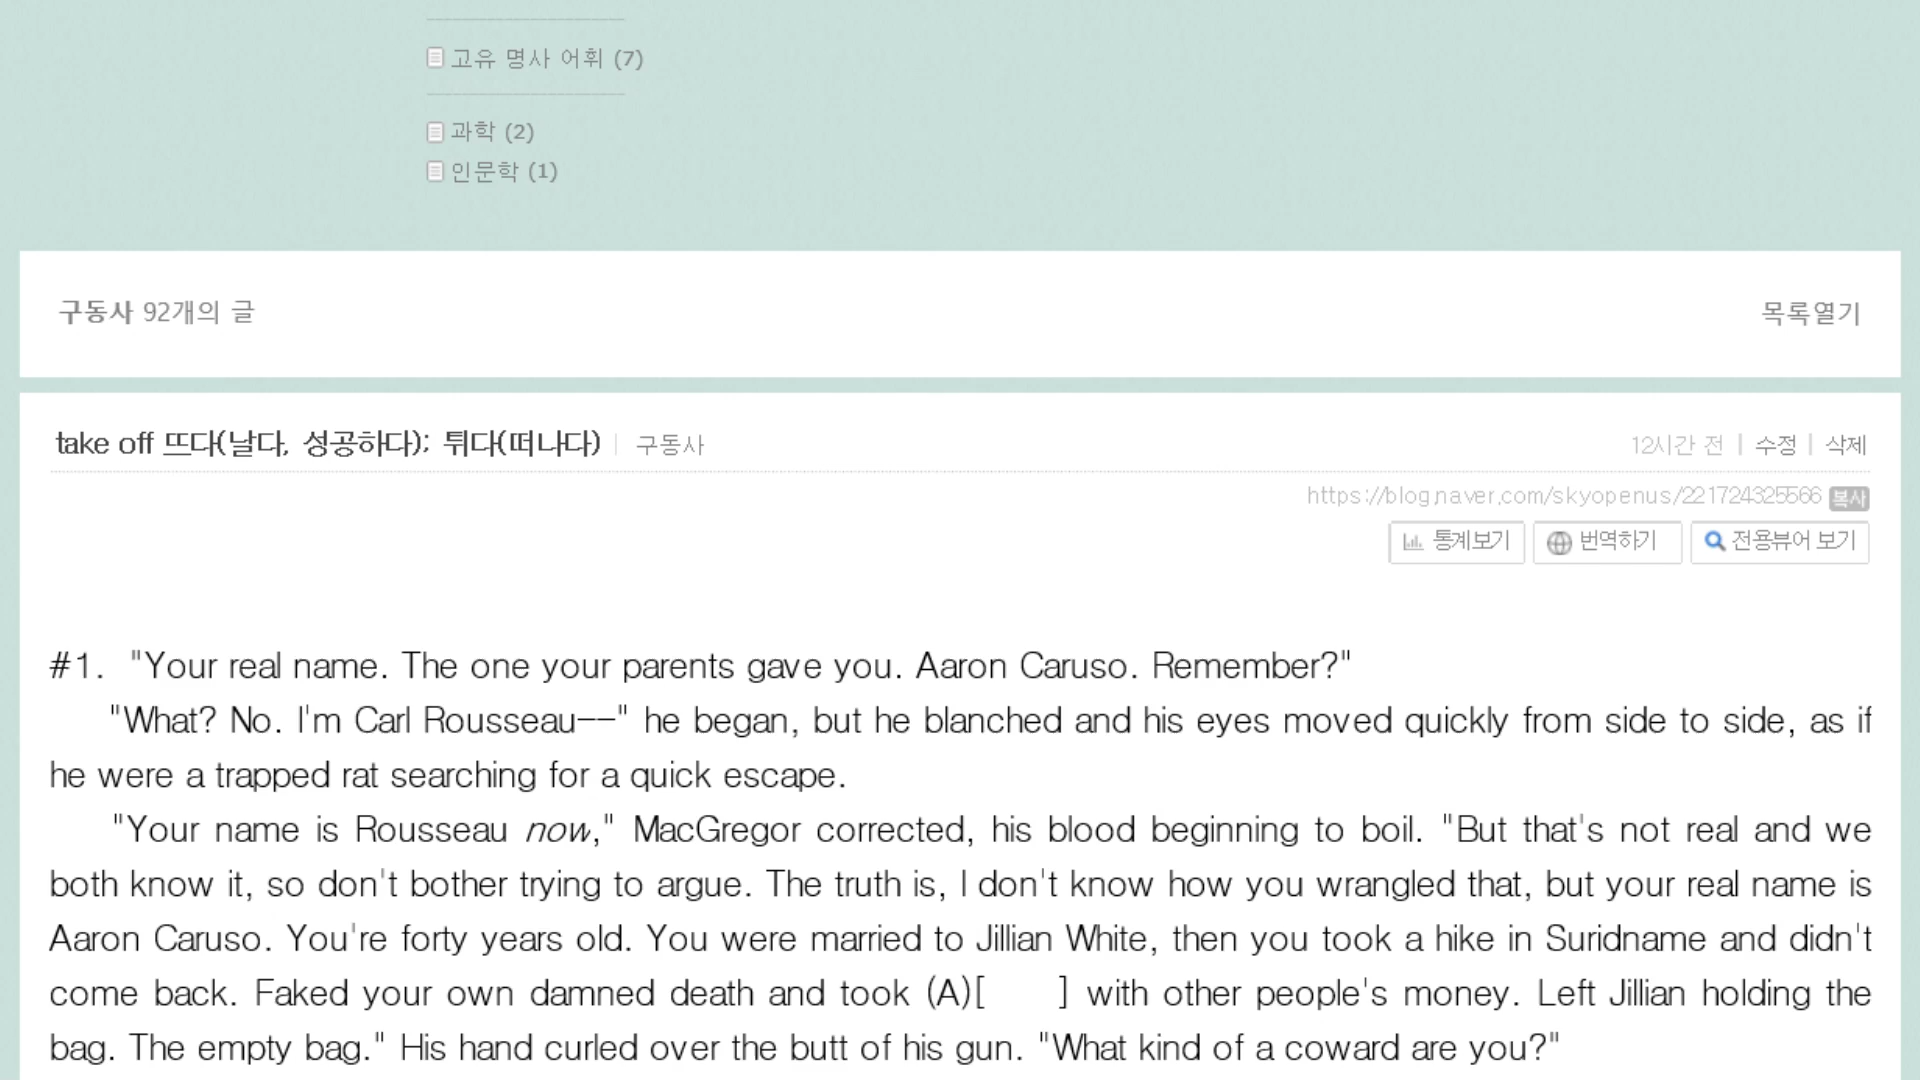 고유 명사 어휘 (7)
과학 (2)
인문학 (1)
구동사 92개의 글
목록열기
take off 뜨다(날다, 성공하다); 튀다(떠나다) | 구동사
12시간 전 | 수정 | 삭제
https://blog.naver.com/skyopenus/221724325566 복사
통계보기 번역하기 전용뷰어 보기
#1. "Your real name. The one your parents gave you. Aaron Caruso. Remember?"
"What? No. I'm Carl Rousseau--" he began, but he blanched and his eyes moved quickly from side to side, as if
he were a trapped rat searching for a quick escape.
"Your name is Rousseau now," MacGregor corrected, his blood beginning to boil. "But that's not real and we
both know it, so don't bother trying to argue. The truth is, I don't know how you wrangled that, but your real name is
Aaron Caruso. You're forty years old. You were married to Jillian White, then you took a hike in Suridname and didn't
come back. Faked your own damned death and took (A)[ ] with other people's money. Left Jillian holding the
bag. The empty bag." His hand curled over the butt of his gun. "What kind of a coward are you?"